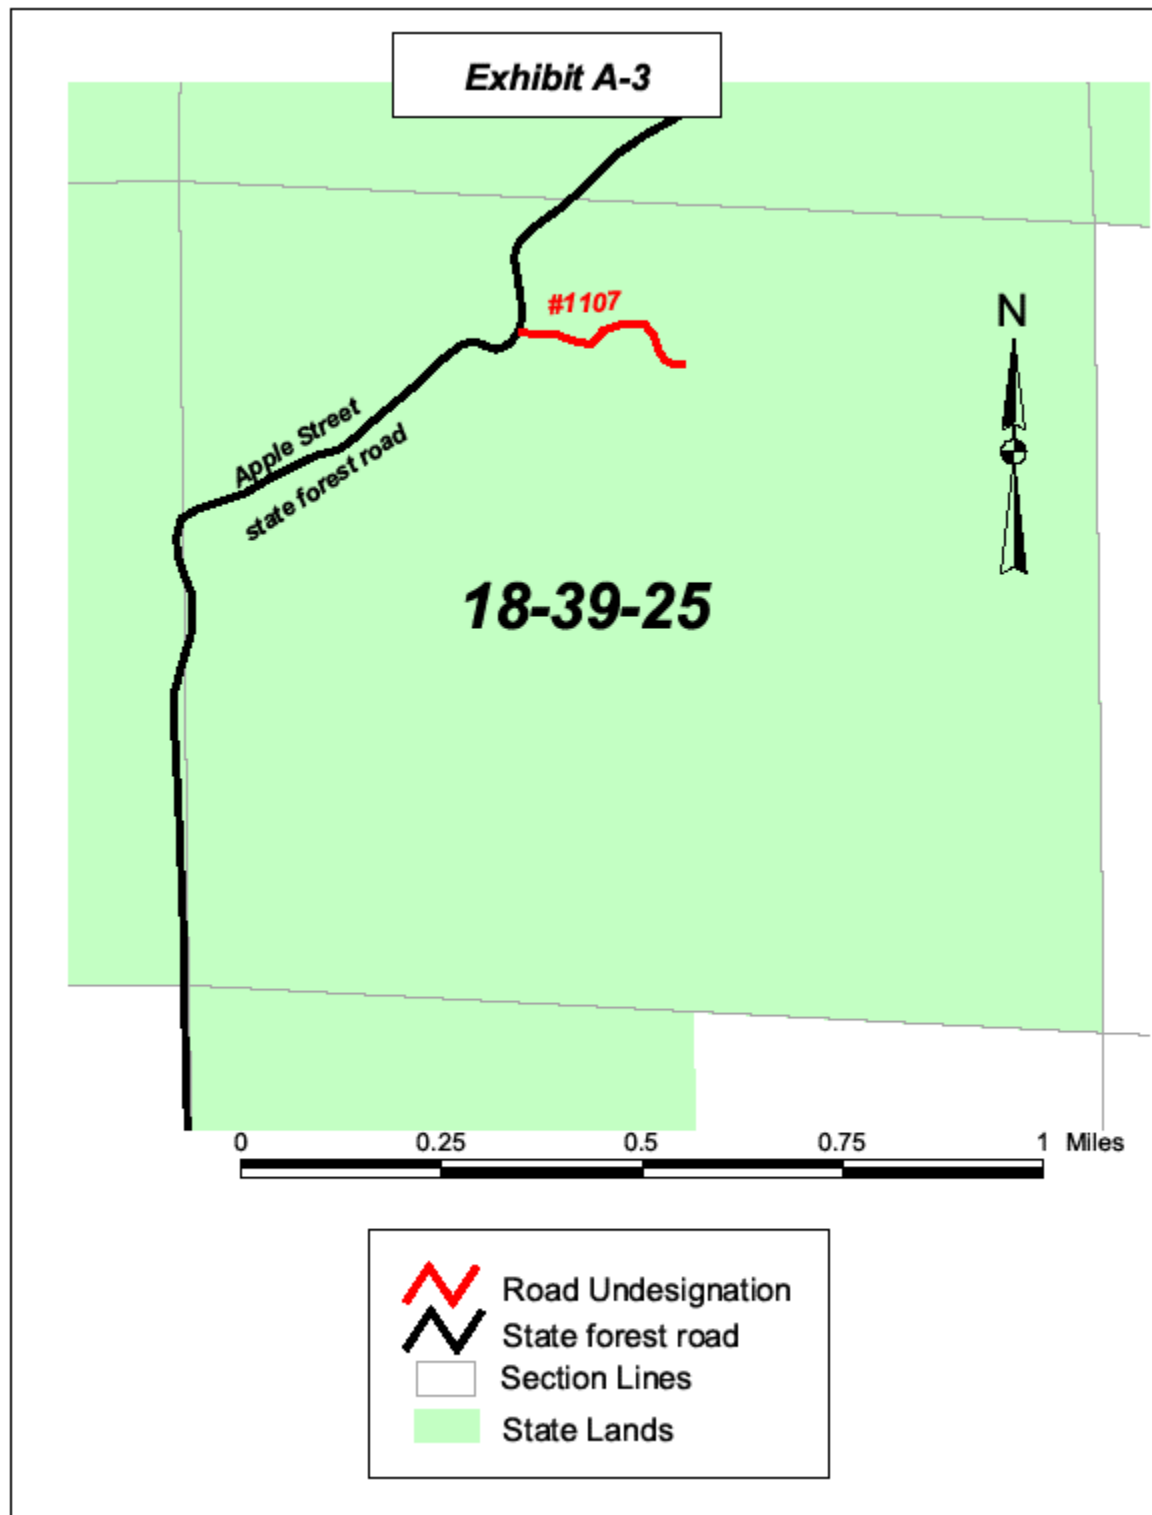 Exhibit A-3
#1107
N
Apple Street
state forest road
18-39-25
0 0.25 0.5 0.75 1 Miles
Road Undesignation
State forest road
Section Lines
State Lands